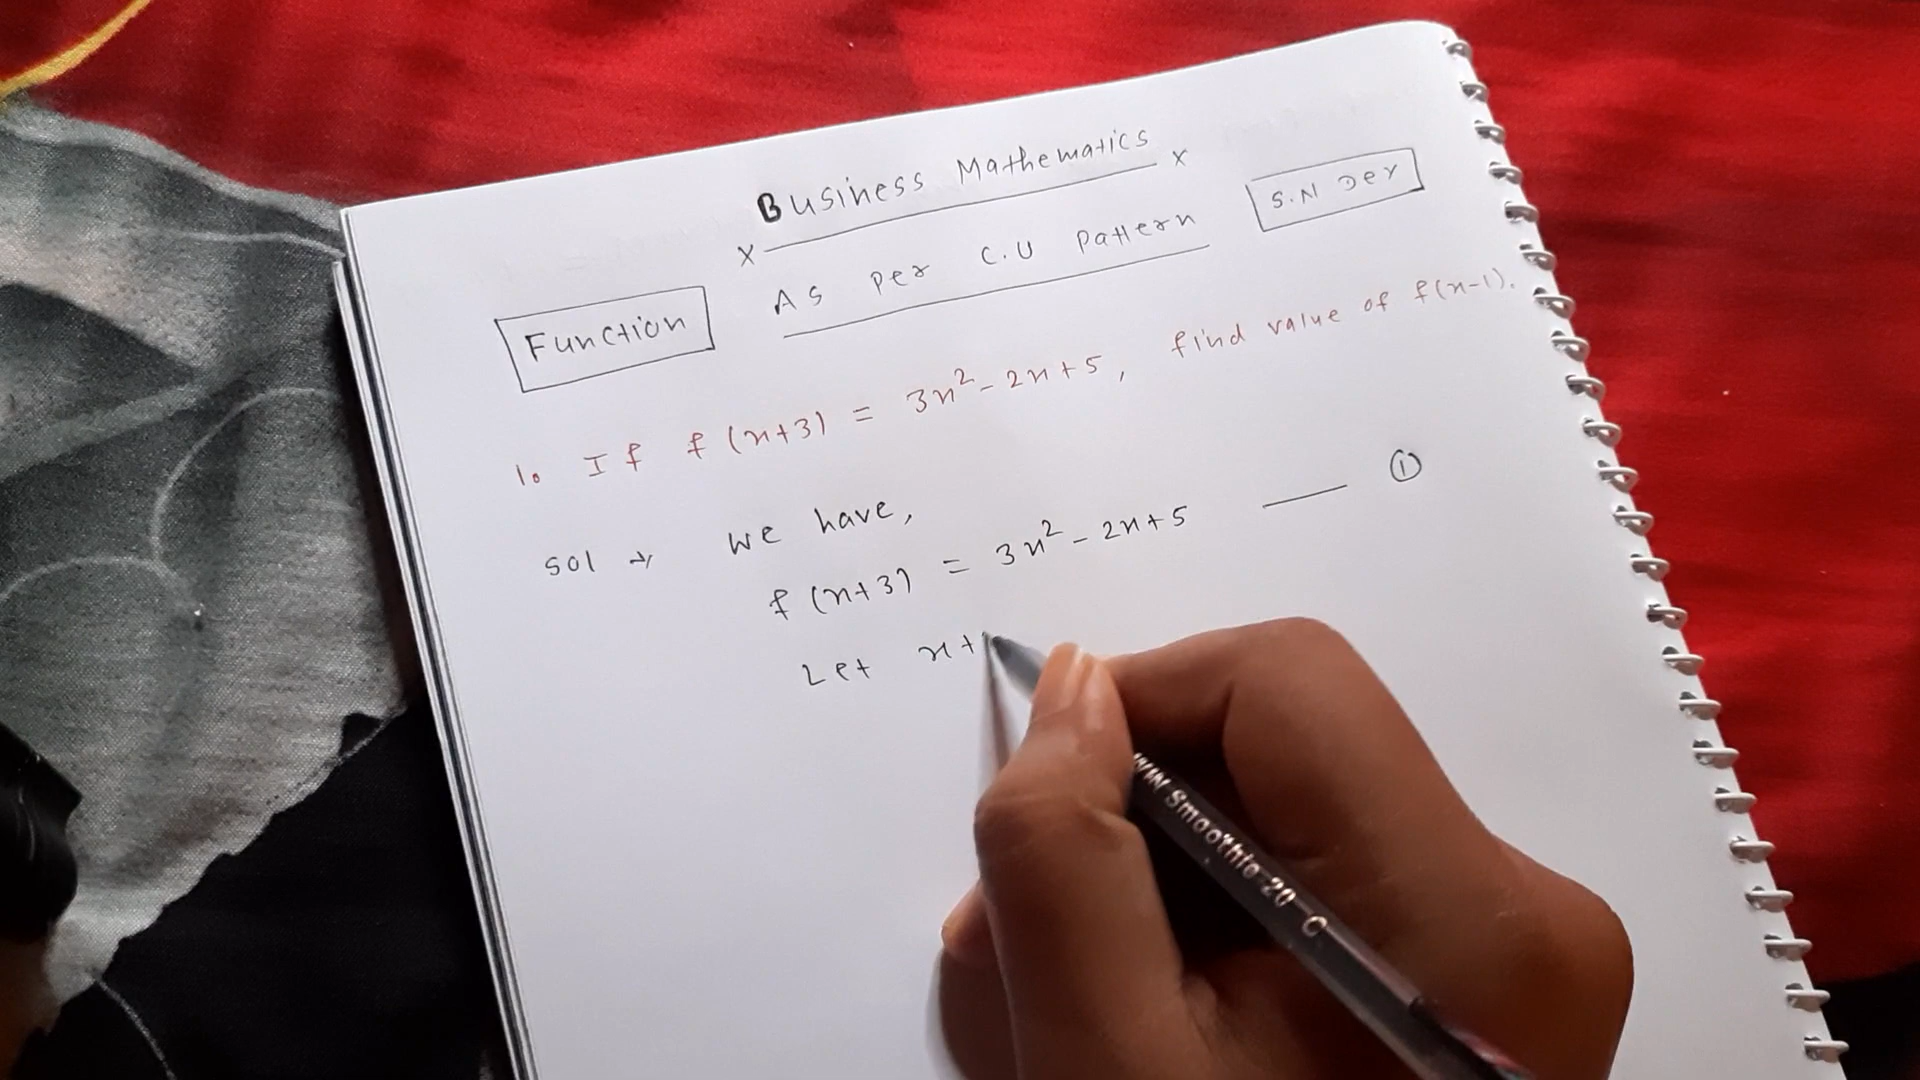 Business Mathematics
x x
As per C.U Pattern
S.N Dey
Function
1. If f(x+3) = 3x² - 2x + 5, find value of f(x-1).
Sol → we have,
f(x+3) = 3x² - 2x + 5 —— ①
Let x+
Smoothie-20